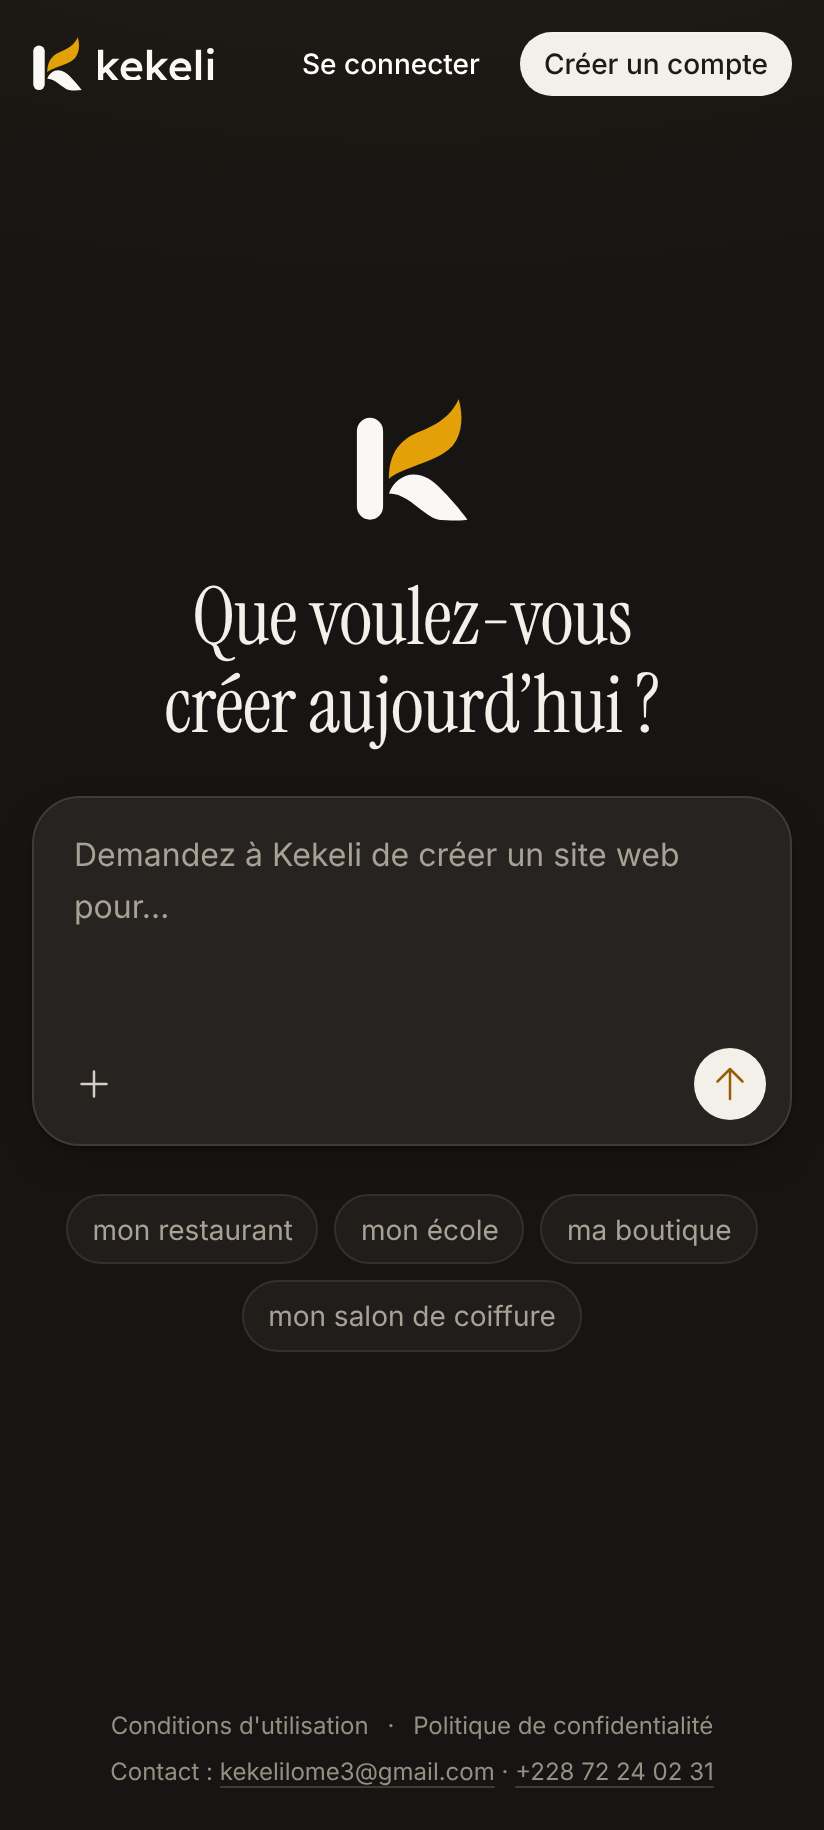 kekeli
Se connecter
Créer un compte
Que voulez-vous
créer aujourd’hui ?
Demandez à Kekeli de créer un site web
pour...
mon restaurant
mon école
ma boutique
mon salon de coiffure
Conditions d'utilisation · Politique de confidentialité
Contact : kekelilome3@gmail.com · +228 72 24 02 31